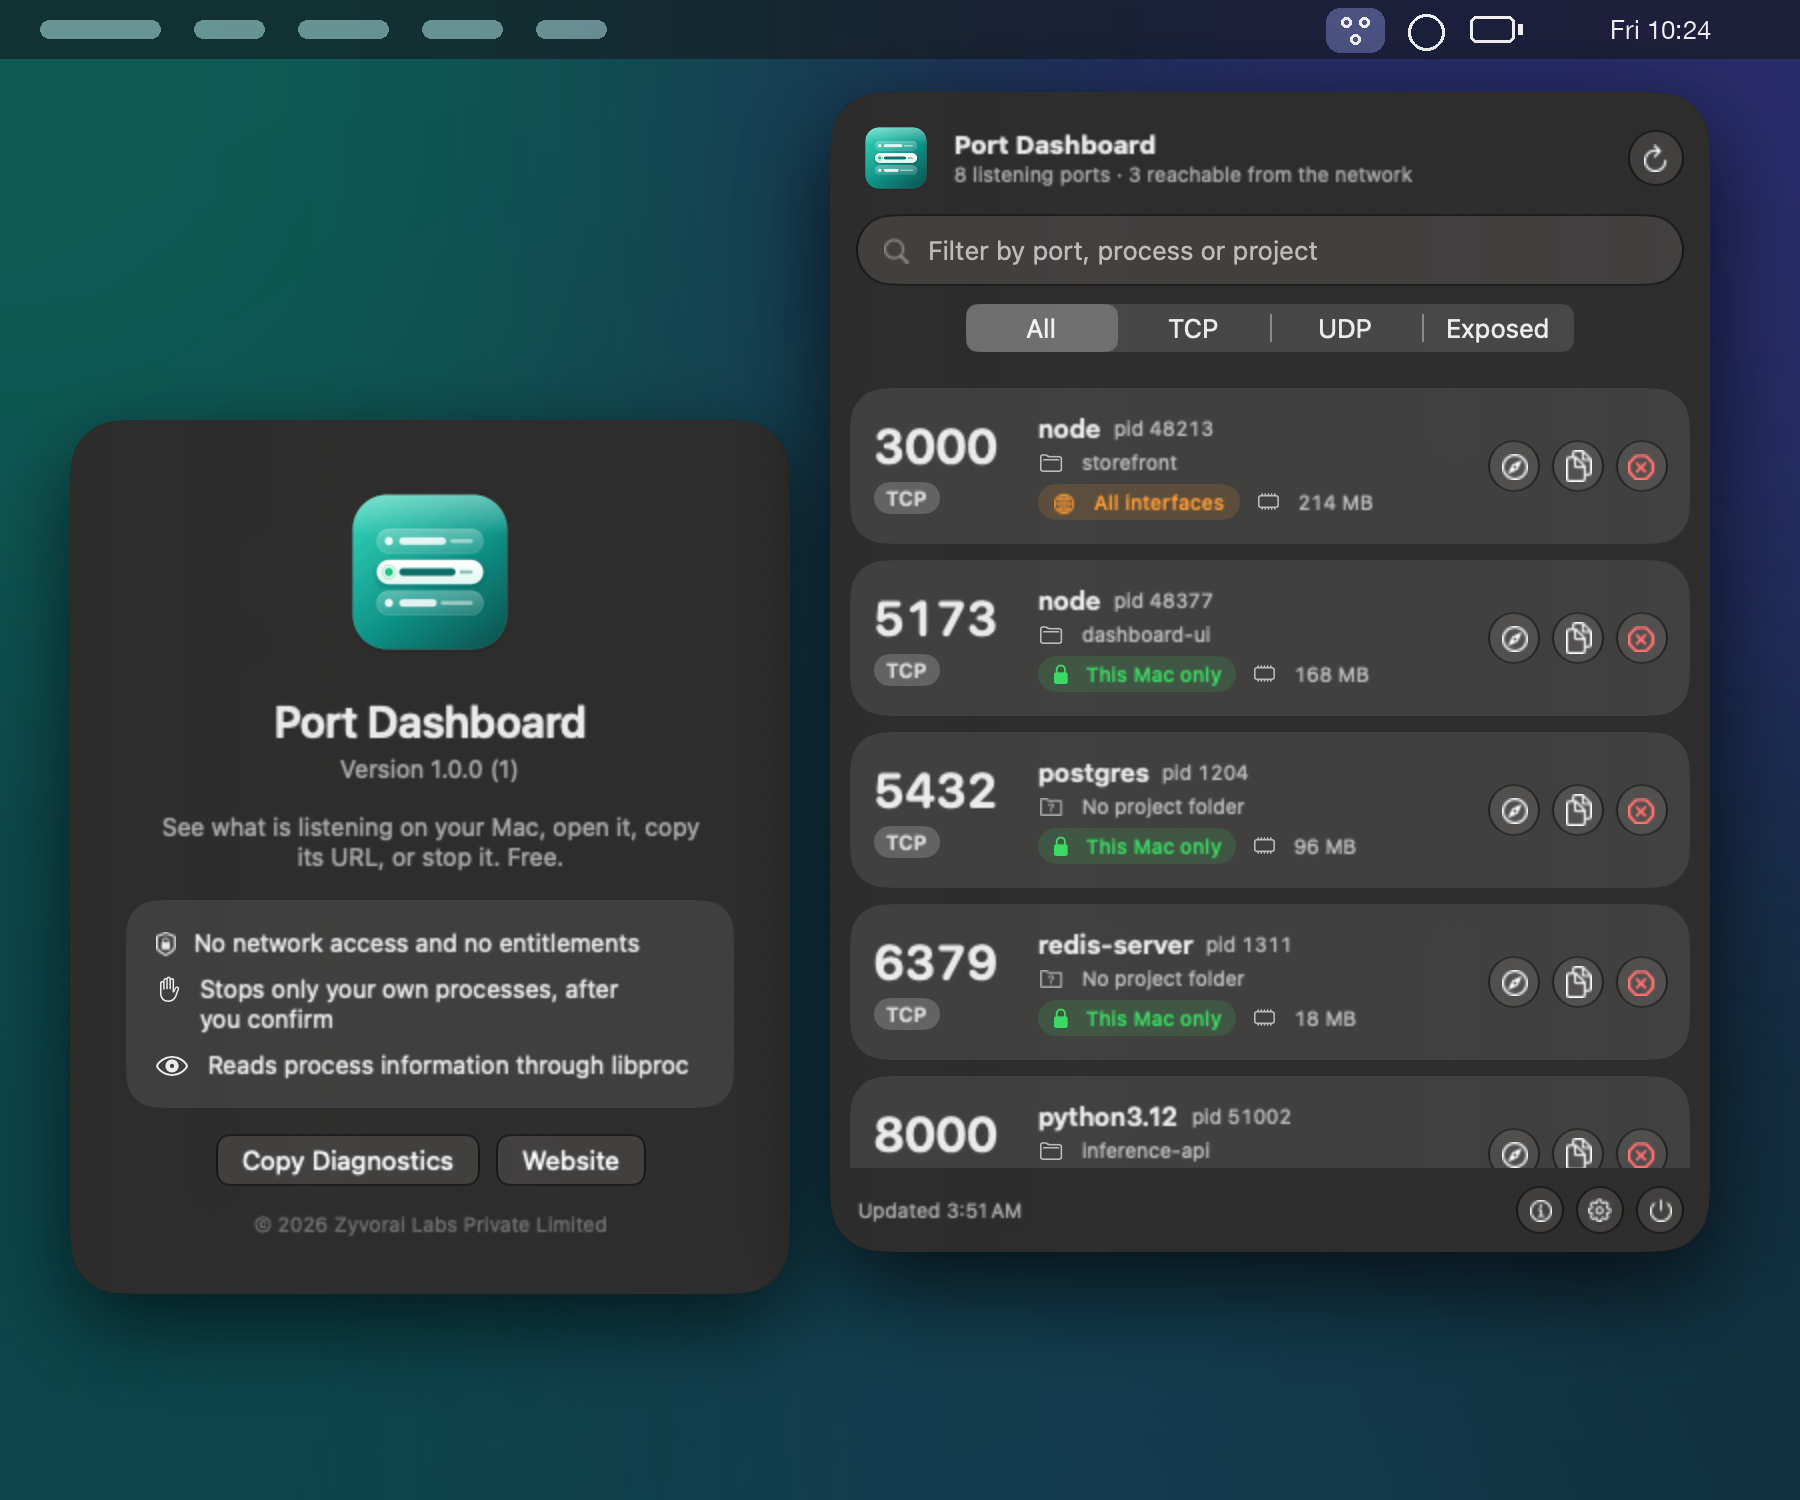 Fri 10:24
Port Dashboard
8 listening ports · 3 reachable from the network
Filter by port, process or project
All TCP UDP Exposed
3000 node pid 48213
storefront
TCP All interfaces 214 MB
5173 node pid 48377
dashboard-ui
TCP This Mac only 168 MB
5432 postgres pid 1204
No project folder
TCP This Mac only 96 MB
6379 redis-server pid 1311
No project folder
TCP This Mac only 18 MB
8000 python3.12 pid 51002
inference-api
Updated 3:51 AM
Port Dashboard
Version 1.0.0 (1)
See what is listening on your Mac, open it, copy
its URL, or stop it. Free.
No network access and no entitlements
Stops only your own processes, after
you confirm
Reads process information through libproc
Copy Diagnostics Website
© 2026 Zyvorai Labs Private Limited